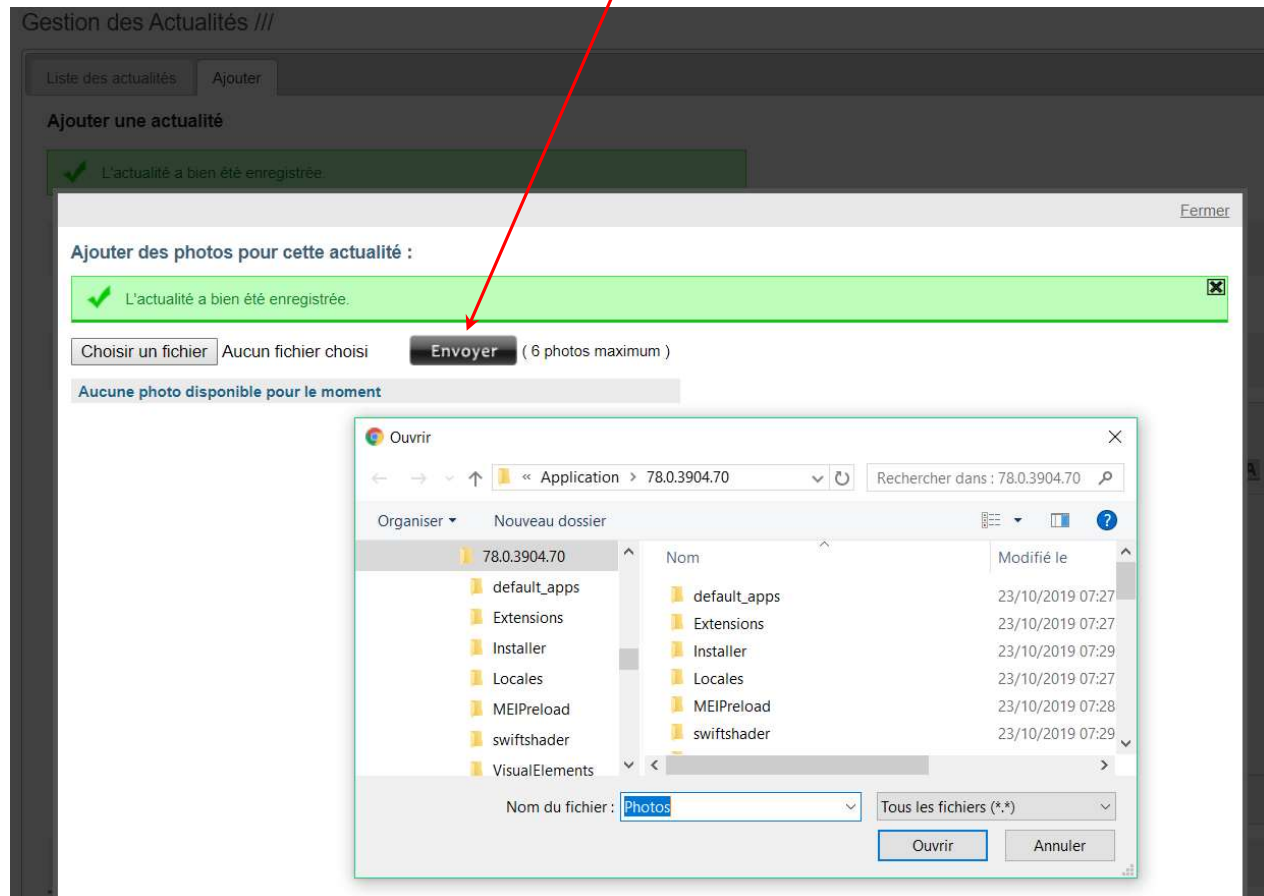 Gestion des Actualités ///
Liste des actualités Ajouter
Ajouter une actualité
L'actualité a bien été enregistrée
Fermer
Ajouter des photos pour cette actualité :
L'actualité a bien été enregistrée.
Choisir un fichier Aucun fichier choisi Envoyer ( 6 photos maximum )
Aucune photo disponible pour le moment
Ouvrir
« Application > 78.0.3904.70 Rechercher dans : 78.0.3904.70
Organiser Nouveau dossier
78.0.3904.70 Nom Modifié le
default_apps default_apps 23/10/2019 07:27
Extensions Extensions 23/10/2019 07:27
Installer Installer 23/10/2019 07:29
Locales Locales 23/10/2019 07:27
MEIPreload MEIPreload 23/10/2019 07:28
swiftshader swiftshader 23/10/2019 07:29
VisualElements
Nom du fichier : Photos Tous les fichiers (*.*)
Ouvrir Annuler